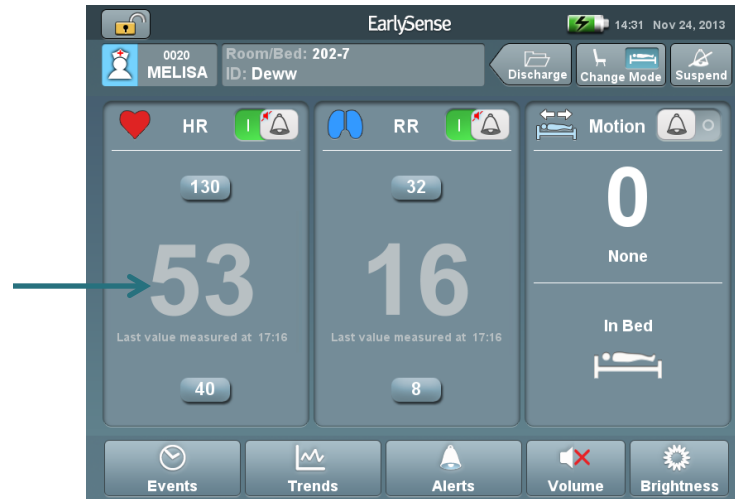 EarlySense
14:31 Nov 24, 2013
0020
MELISA
Room/Bed: 202-7
ID: Deww
Discharge
Change Mode
Suspend
HR
I
130
53
Last value measured at 17:16
40
RR
I
32
16
Last value measured at 17:16
8
Motion
O
0
None
In Bed
Events
Trends
Alerts
Volume
Brightness